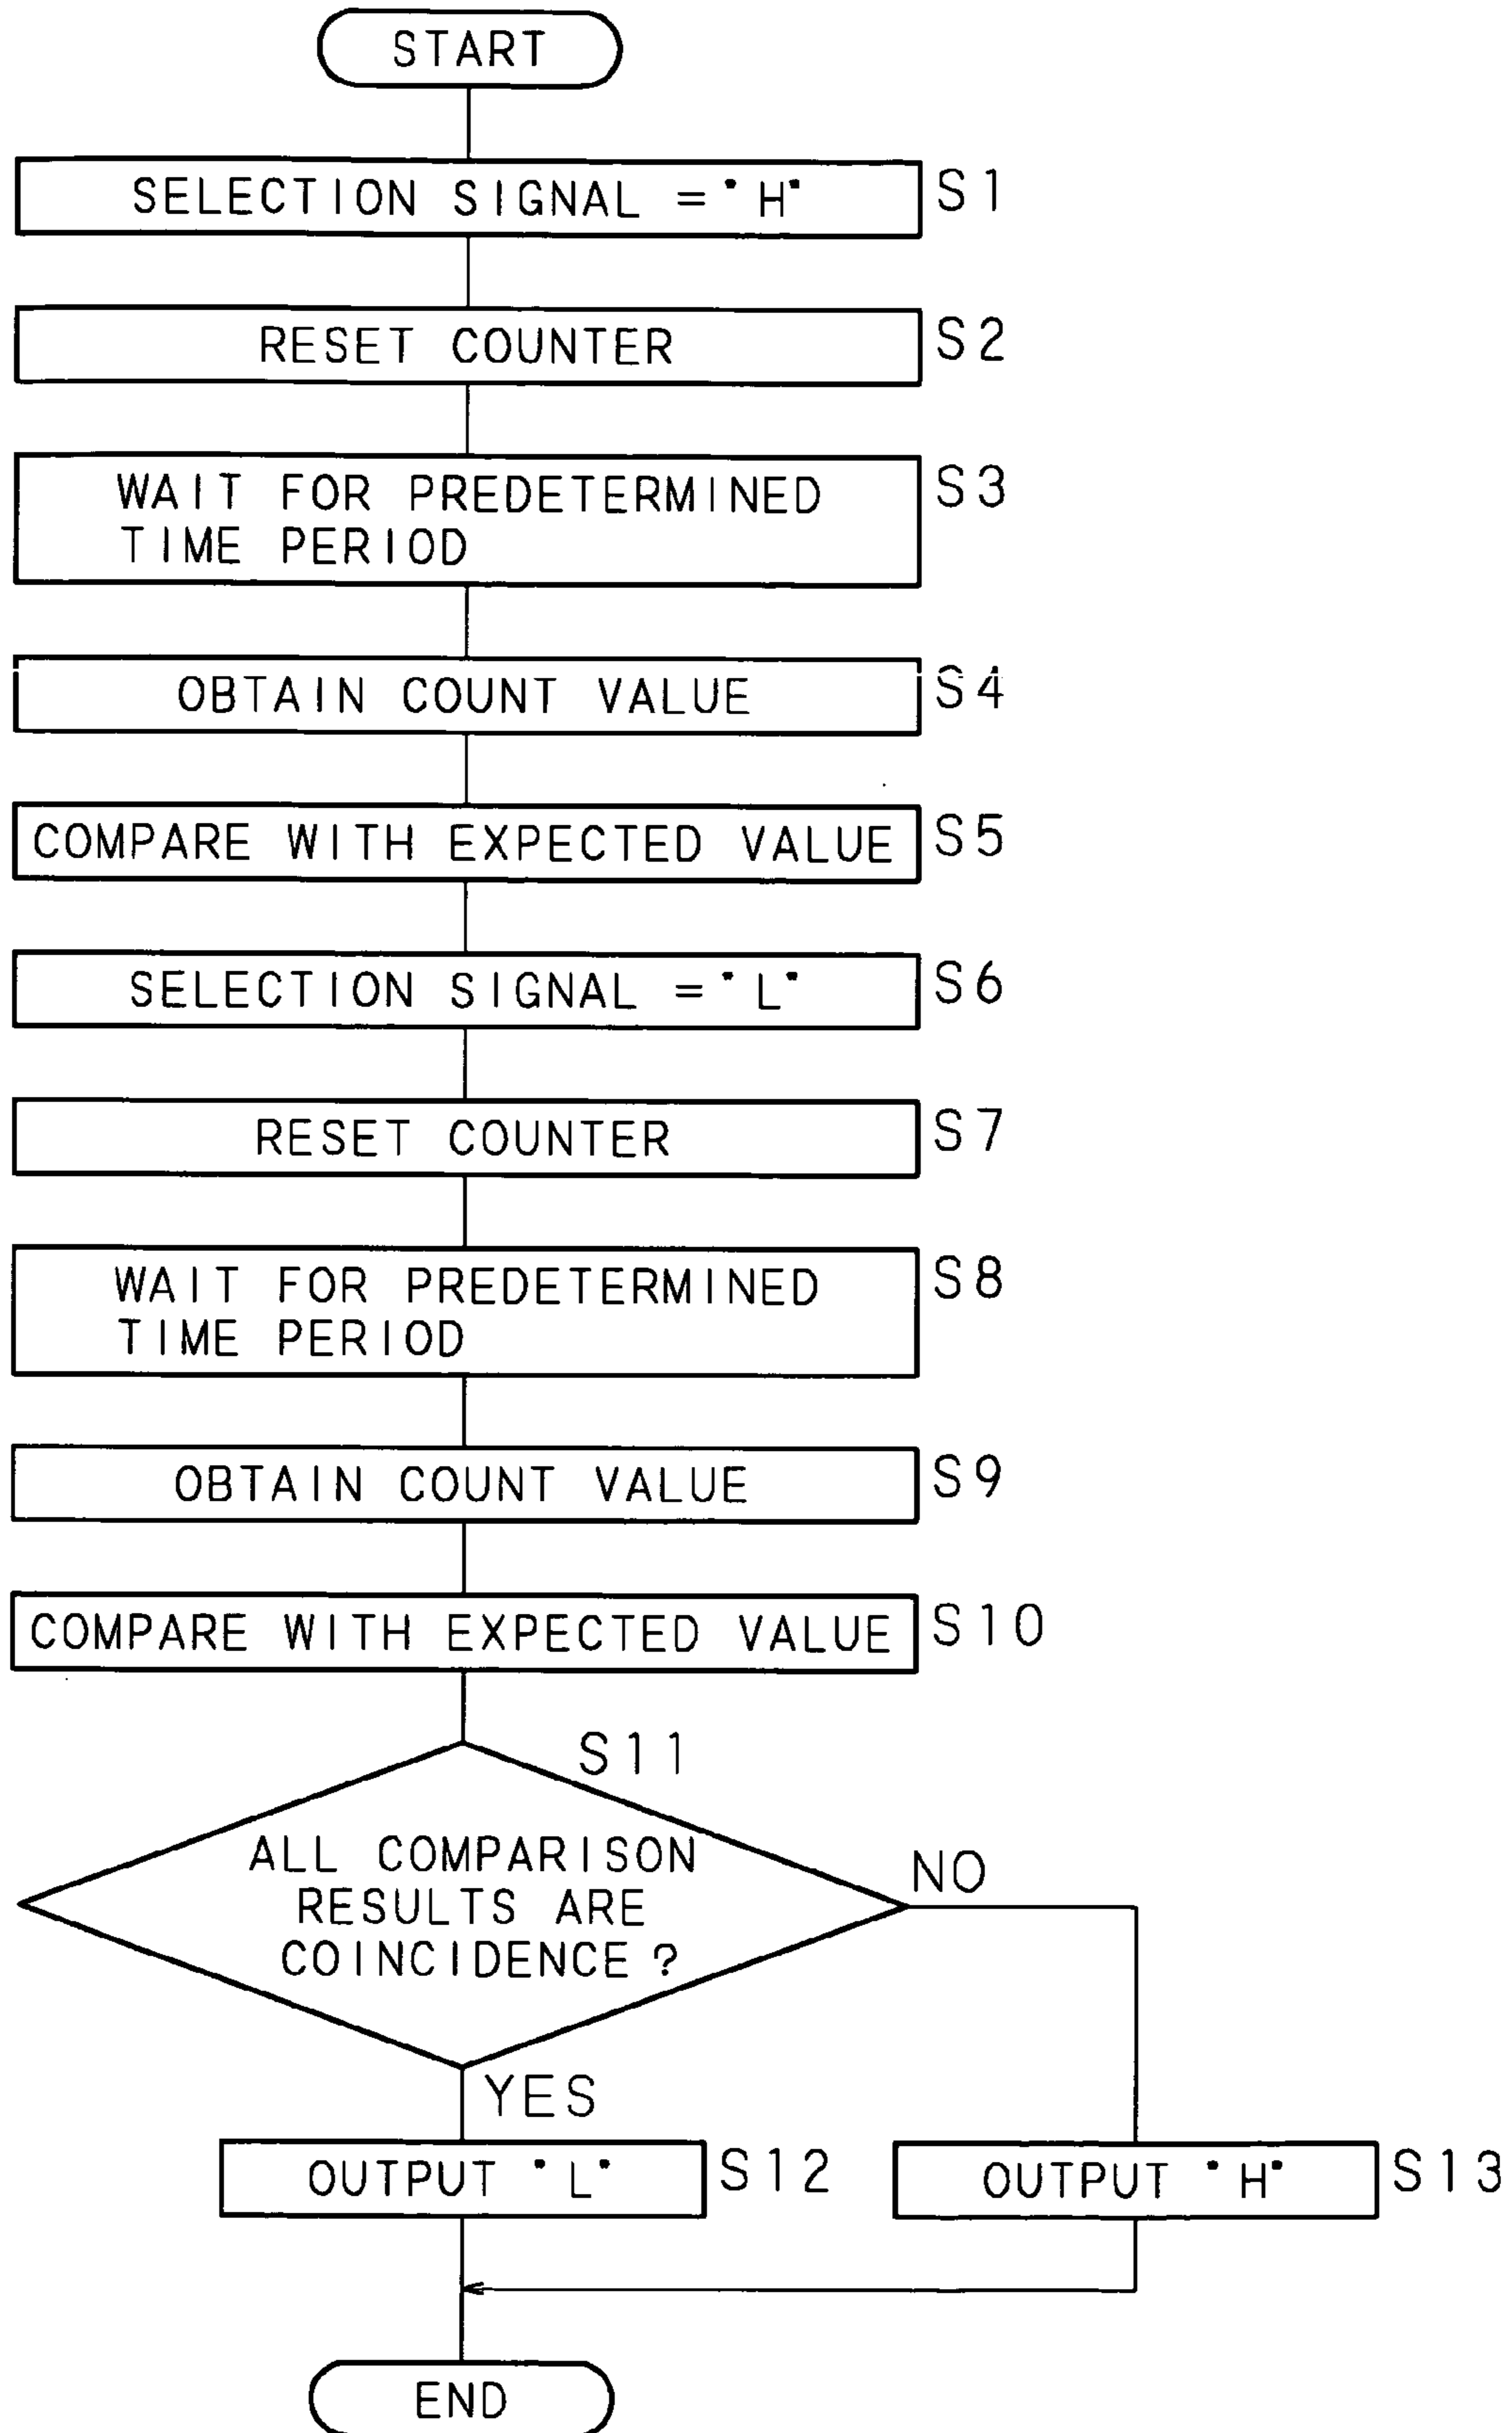 START
SELECTION SIGNAL ="H"
S1
RESET COUNTER
S2
WAIT FOR PREDETERMINED
TIME PERIOD
S3
OBTAIN COUNT VALUE
S4
COMPARE WITH EXPECTED VALUE
S5
SELECTION SIGNAL ="L"
S6
RESET COUNTER
S7
WAIT FOR PREDETERMINED
TIME PERIOD
S8
OBTAIN COUNT VALUE
S9
COMPARE WITH EXPECTED VALUE
S10
S11
ALL COMPARISON
RESULTS ARE
COINCIDENCE?
NO
YES
OUTPUT "L"
S12
OUTPUT "H"
S13
END